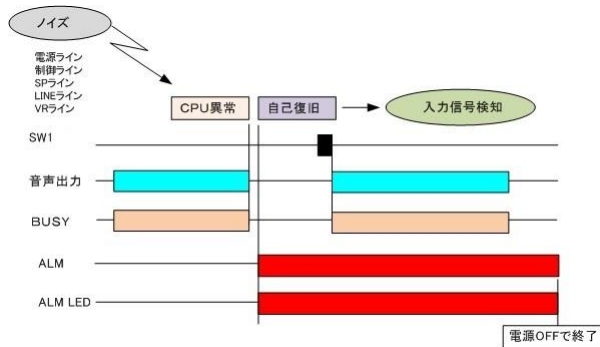 ノイズ
電源ライン
制御ライン
SPライン
LINEライン
VRライン
CPU異常
自己復旧
入力信号検知
SW1
音声出力
BUSY
ALM
ALM LED
電源OFFで終了